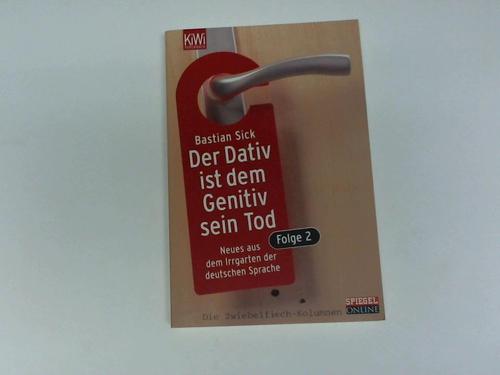 KiWi
Bastian Sick
Der Dativ
ist dem
Genitiv
sein Tod
Folge 2
Neues aus
dem Irrgarten der
deutschen Sprache
Die Zwiebelfisch-Kolumnen
SPIEGEL
ONLINE